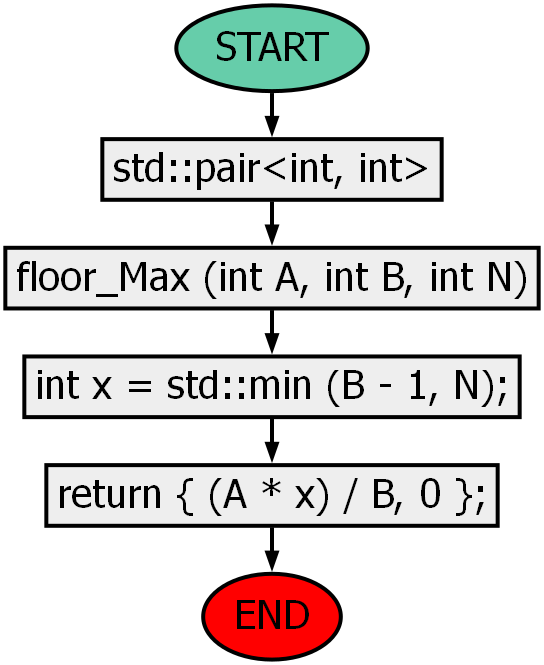 START
std::pair<int, int>
floor_Max (int A, int B, int N)
int x = std::min (B - 1, N);
return { (A * x) / B, 0 };
END